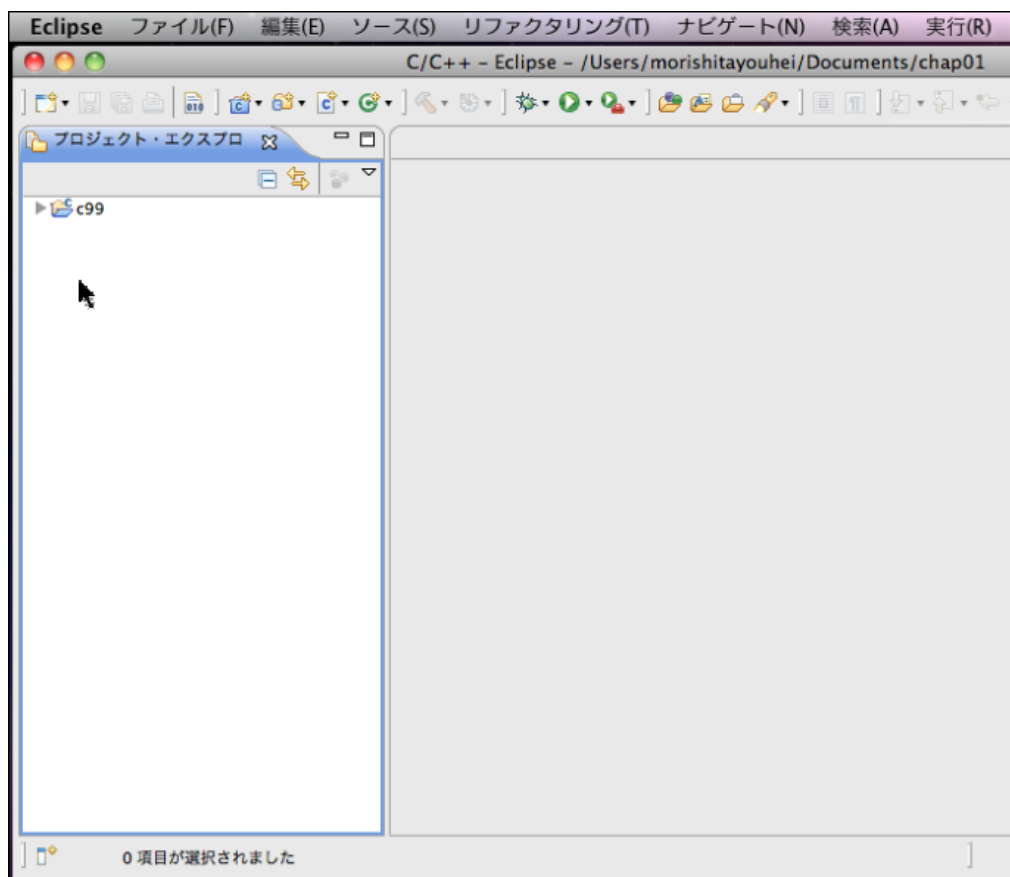 Eclipse ファイル(F) 編集(E) ソース(S) リファクタリング(T) ナビゲート(N) 検索(A) 実行(R)
C/C++ – Eclipse – /Users/morishitayouhei/Documents/chap01
プロジェクト・エクスプロ
c99
0 項目が選択されました